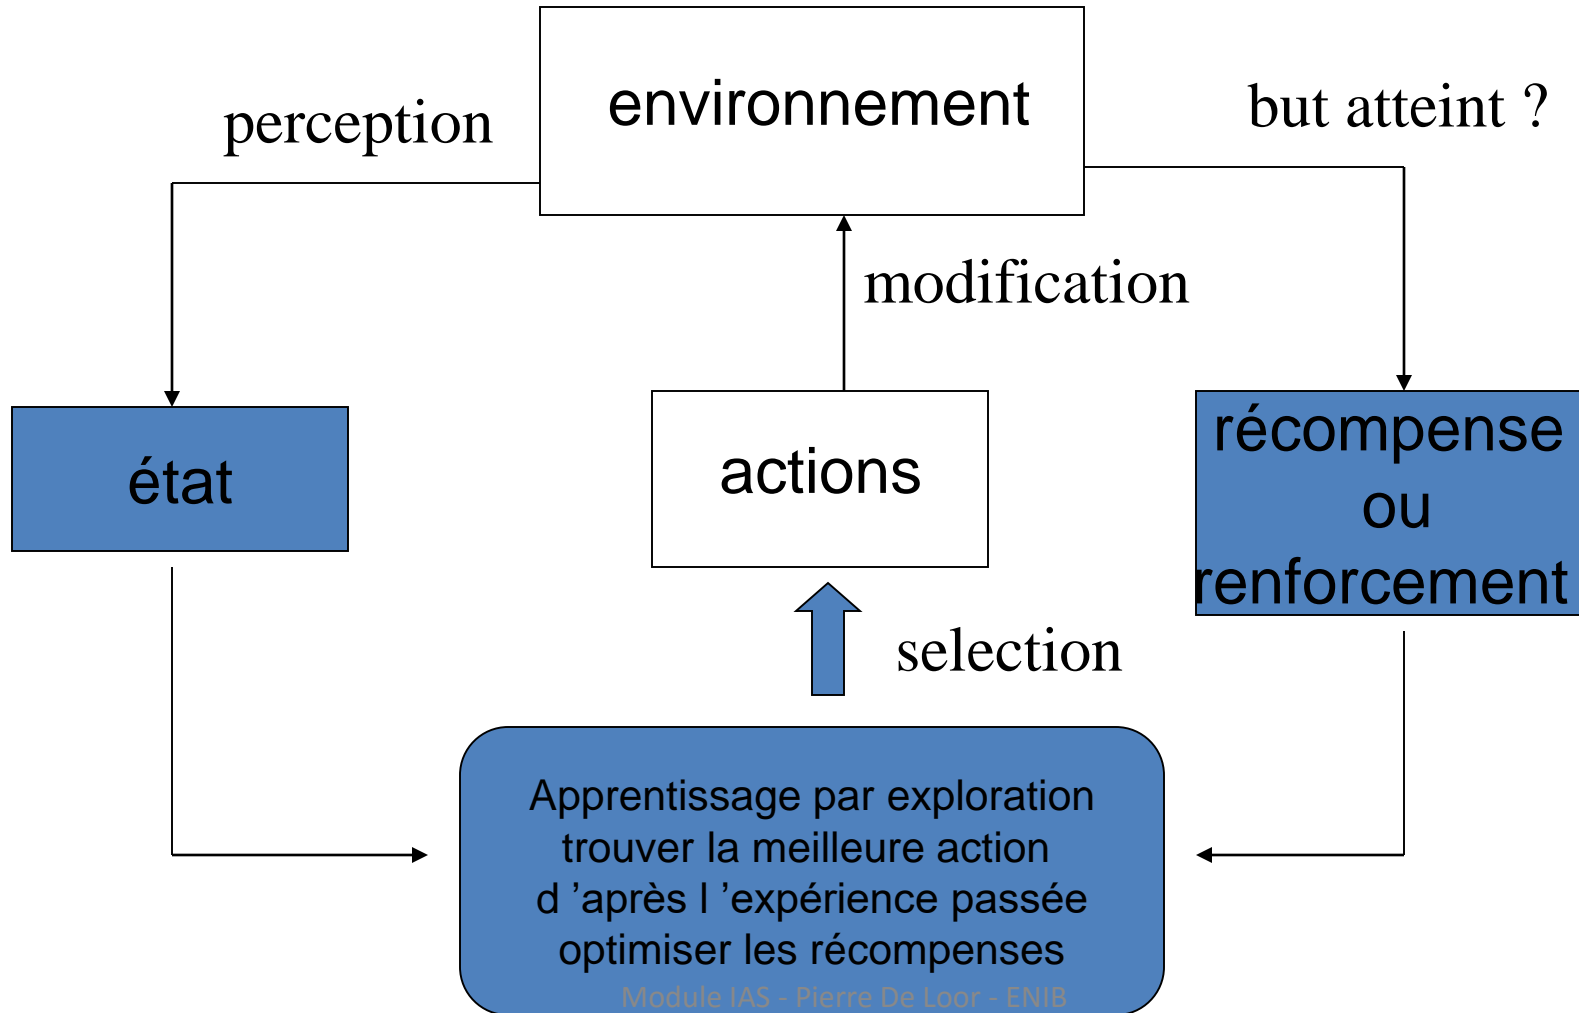 environnement
perception
but atteint ?
modification
état
actions
récompense
ou
renforcement
selection
Apprentissage par exploration
trouver la meilleure action
d ’après l ’expérience passée
optimiser les récompenses
Module IAS - Pierre De Loor - ENIB